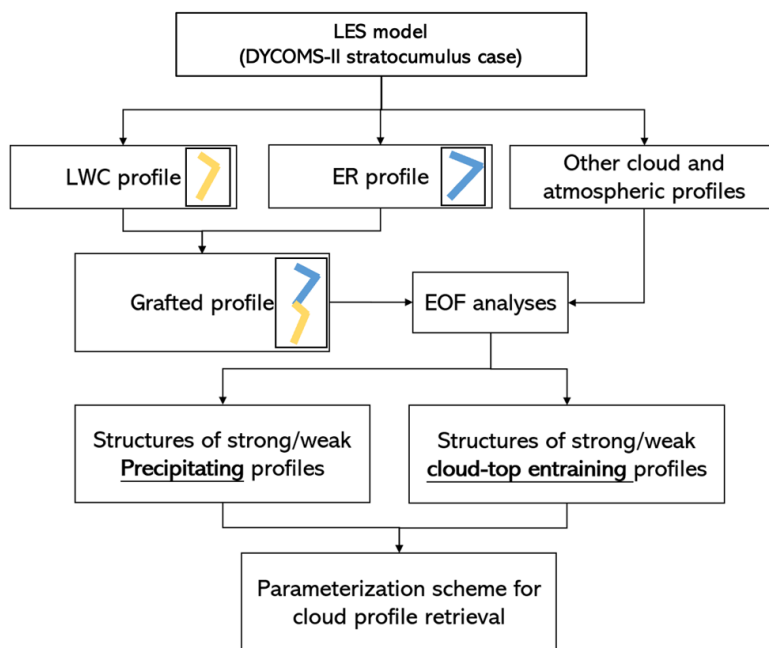 LES model
(DYCOMS-II stratocumulus case)
LWC profile
ER profile
Other cloud and
atmospheric profiles
Grafted profile
EOF analyses
Structures of strong/weak
Precipitating profiles
Structures of strong/weak
cloud-top entraining profiles
Parameterization scheme for
cloud profile retrieval